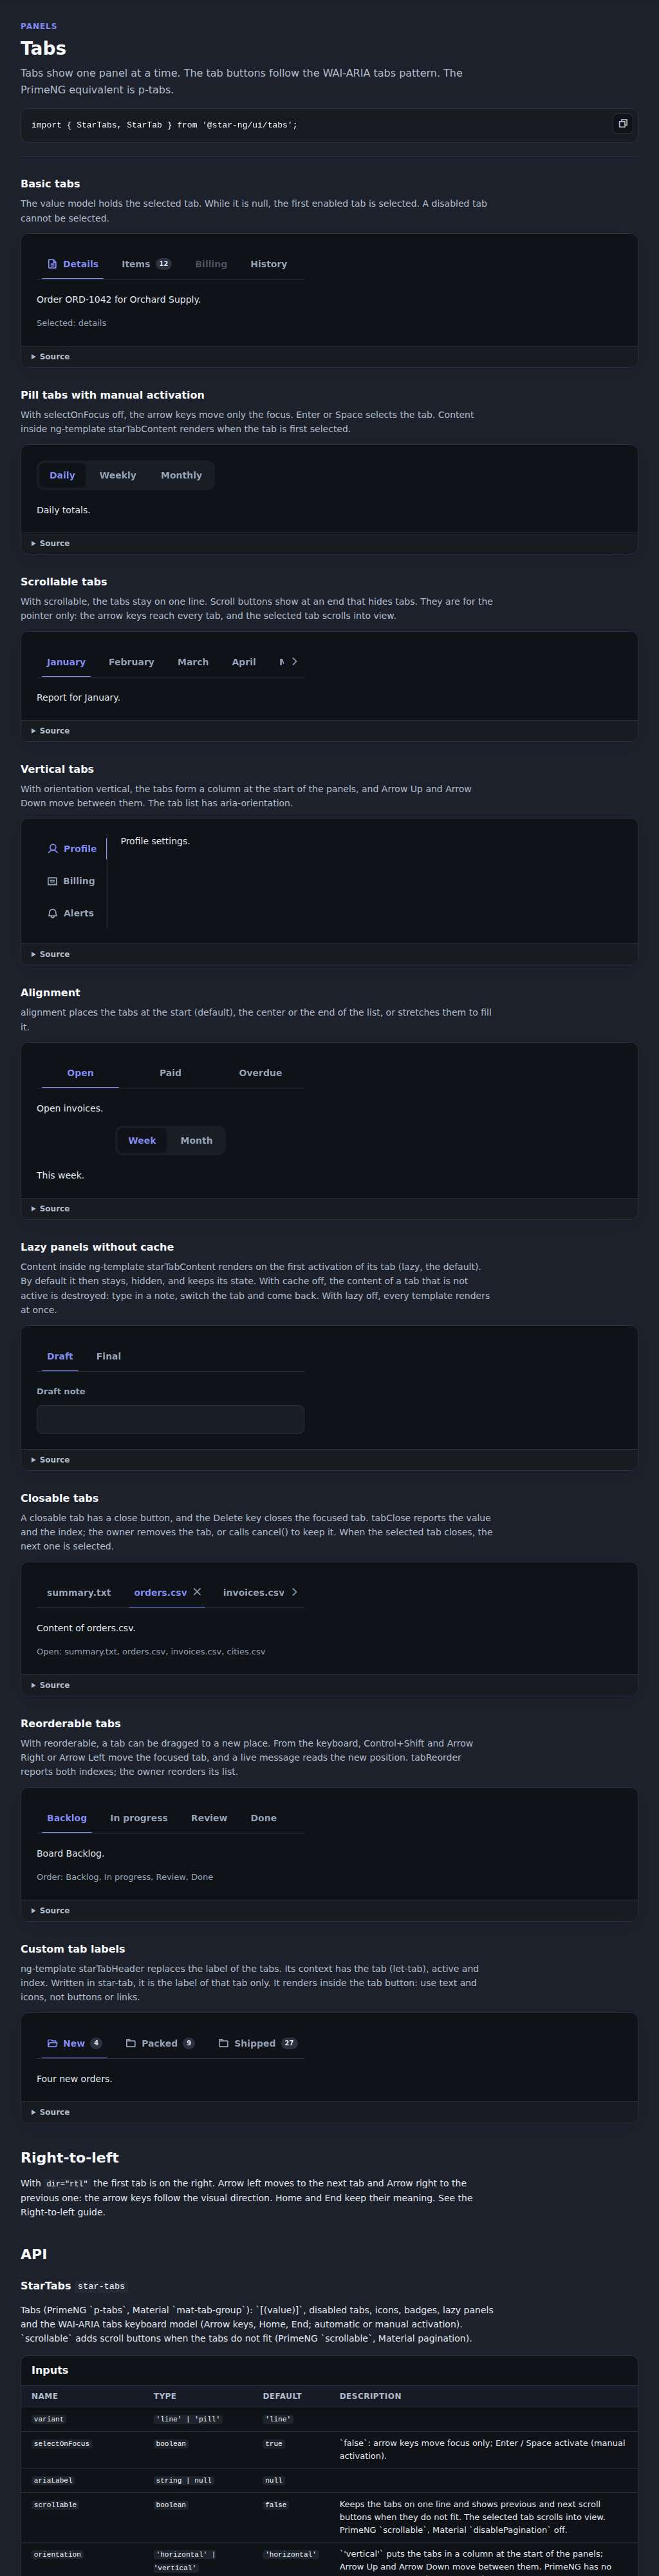 PANELS
Tabs
Tabs show one panel at a time. The tab buttons follow the WAI-ARIA tabs pattern. The
PrimeNG equivalent is p-tabs.
import { StarTabs, StarTab } from '@star-ng/ui/tabs';
Basic tabs
The value model holds the selected tab. While it is null, the first enabled tab is selected. A disabled tab
cannot be selected.
Details Items 12 Billing History
Order ORD-1042 for Orchard Supply.
Selected: details
Source
Pill tabs with manual activation
With selectOnFocus off, the arrow keys move only the focus. Enter or Space selects the tab. Content
inside ng-template starTabContent renders when the tab is first selected.
Daily Weekly Monthly
Daily totals.
Source
Scrollable tabs
With scrollable, the tabs stay on one line. Scroll buttons show at an end that hides tabs. They are for the
pointer only: the arrow keys reach every tab, and the selected tab scrolls into view.
January February March April
Report for January.
Source
Vertical tabs
With orientation vertical, the tabs form a column at the start of the panels, and Arrow Up and Arrow
Down move between them. The tab list has aria-orientation.
Profile
Profile settings.
Billing
Alerts
Source
Alignment
alignment places the tabs at the start (default), the center or the end of the list, or stretches them to fill
it.
Open Paid Overdue
Open invoices.
Week Month
This week.
Source
Lazy panels without cache
Content inside ng-template starTabContent renders on the first activation of its tab (lazy, the default).
By default it then stays, hidden, and keeps its state. With cache off, the content of a tab that is not
active is destroyed: type in a note, switch the tab and come back. With lazy off, every template renders
at once.
Draft Final
Draft note
Source
Closable tabs
A closable tab has a close button, and the Delete key closes the focused tab. tabClose reports the value
and the index; the owner removes the tab, or calls cancel() to keep it. When the selected tab closes, the
next one is selected.
summary.txt orders.csv invoices.csv
Content of orders.csv.
Open: summary.txt, orders.csv, invoices.csv, cities.csv
Source
Reorderable tabs
With reorderable, a tab can be dragged to a new place. From the keyboard, Control+Shift and Arrow
Right or Arrow Left move the focused tab, and a live message reads the new position. tabReorder
reports both indexes; the owner reorders its list.
Backlog In progress Review Done
Board Backlog.
Order: Backlog, In progress, Review, Done
Source
Custom tab labels
ng-template starTabHeader replaces the label of the tabs. Its context has the tab (let-tab), active and
index. Written in star-tab, it is the label of that tab only. It renders inside the tab button: use text and
icons, not buttons or links.
New 4 Packed 9 Shipped 27
Four new orders.
Source
Right-to-left
With dir="rtl" the first tab is on the right. Arrow left moves to the next tab and Arrow right to the
previous one: the arrow keys follow the visual direction. Home and End keep their meaning. See the
Right-to-left guide.
API
StarTabs star-tabs
Tabs (PrimeNG `p-tabs`, Material `mat-tab-group`): `[(value)]`, disabled tabs, icons, badges, lazy panels
and the WAI-ARIA tabs keyboard model (Arrow keys, Home, End; automatic or manual activation).
`scrollable` adds scroll buttons when the tabs do not fit (PrimeNG `scrollable`, Material pagination).
Inputs
NAME TYPE DEFAULT DESCRIPTION
variant 'line' | 'pill' 'line'
selectOnFocus boolean true `false`: arrow keys move focus only; Enter / Space activate (manual
activation).
ariaLabel string | null null
scrollable boolean false Keeps the tabs on one line and shows previous and next scroll
buttons when they do not fit. The selected tab scrolls into view.
PrimeNG `scrollable`, Material `disablePagination` off.
orientation 'horizontal' | 'horizontal' `'vertical'` puts the tabs in a column at the start of the panels;
'vertical' Arrow Up and Arrow Down move between them. PrimeNG has no